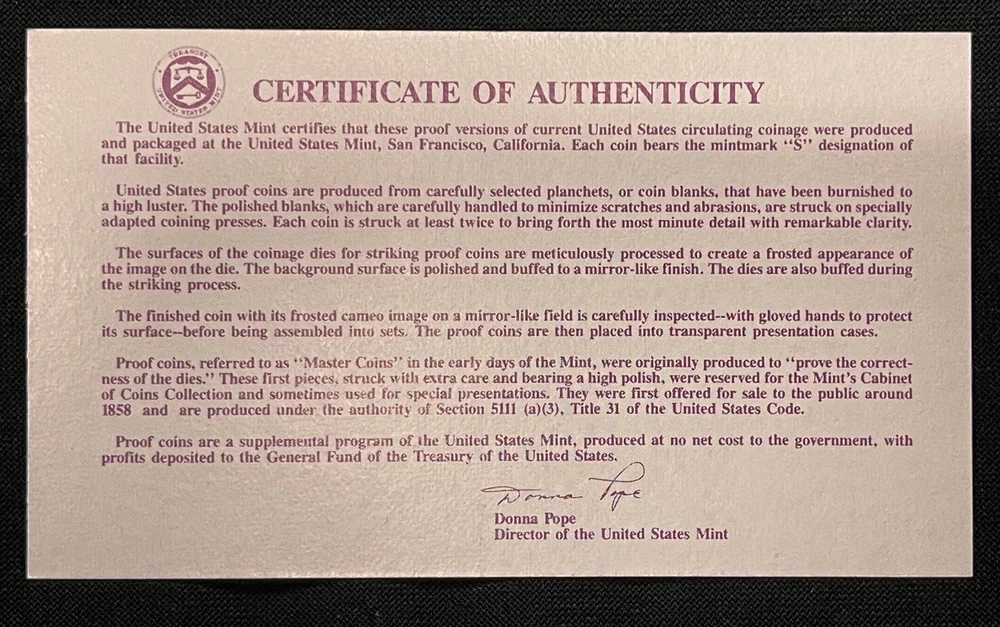 TREASURY
UNITED STATES MINT
CERTIFICATE OF AUTHENTICITY
The United States Mint certifies that these proof versions of current United States circulating coinage were produced
and packaged at the United States Mint, San Francisco, California. Each coin bears the mintmark “S” designation of
that facility.
United States proof coins are produced from carefully selected planchets, or coin blanks, that have been burnished to
a high luster. The polished blanks, which are carefully handled to minimize scratches and abrasions, are struck on specially
adapted coining presses. Each coin is struck at least twice to bring forth the most minute detail with remarkable clarity.
The surfaces of the coinage dies for striking proof coins are meticulously processed to create a frosted appearance of
the image on the die. The background surface is polished and buffed to a mirror-like finish. The dies are also buffed during
the striking process.
The finished coin with its frosted cameo image on a mirror-like field is carefully inspected--with gloved hands to protect
its surface--before being assembled into sets. The proof coins are then placed into transparent presentation cases.
Proof coins, referred to as “Master Coins” in the early days of the Mint, were originally produced to “prove the correct-
ness of the dies.” These first pieces, struck with extra care and bearing a high polish, were reserved for the Mint's Cabinet
of Coins Collection and sometimes used for special presentations. They were first offered for sale to the public around
1858 and are produced under the authority of Section 5111 (a)(3), Title 31 of the United States Code.
Proof coins are a supplemental program of the United States Mint, produced at no net cost to the government, with
profits deposited to the General Fund of the Treasury of the United States.
Donna Pope
Donna Pope
Director of the United States Mint